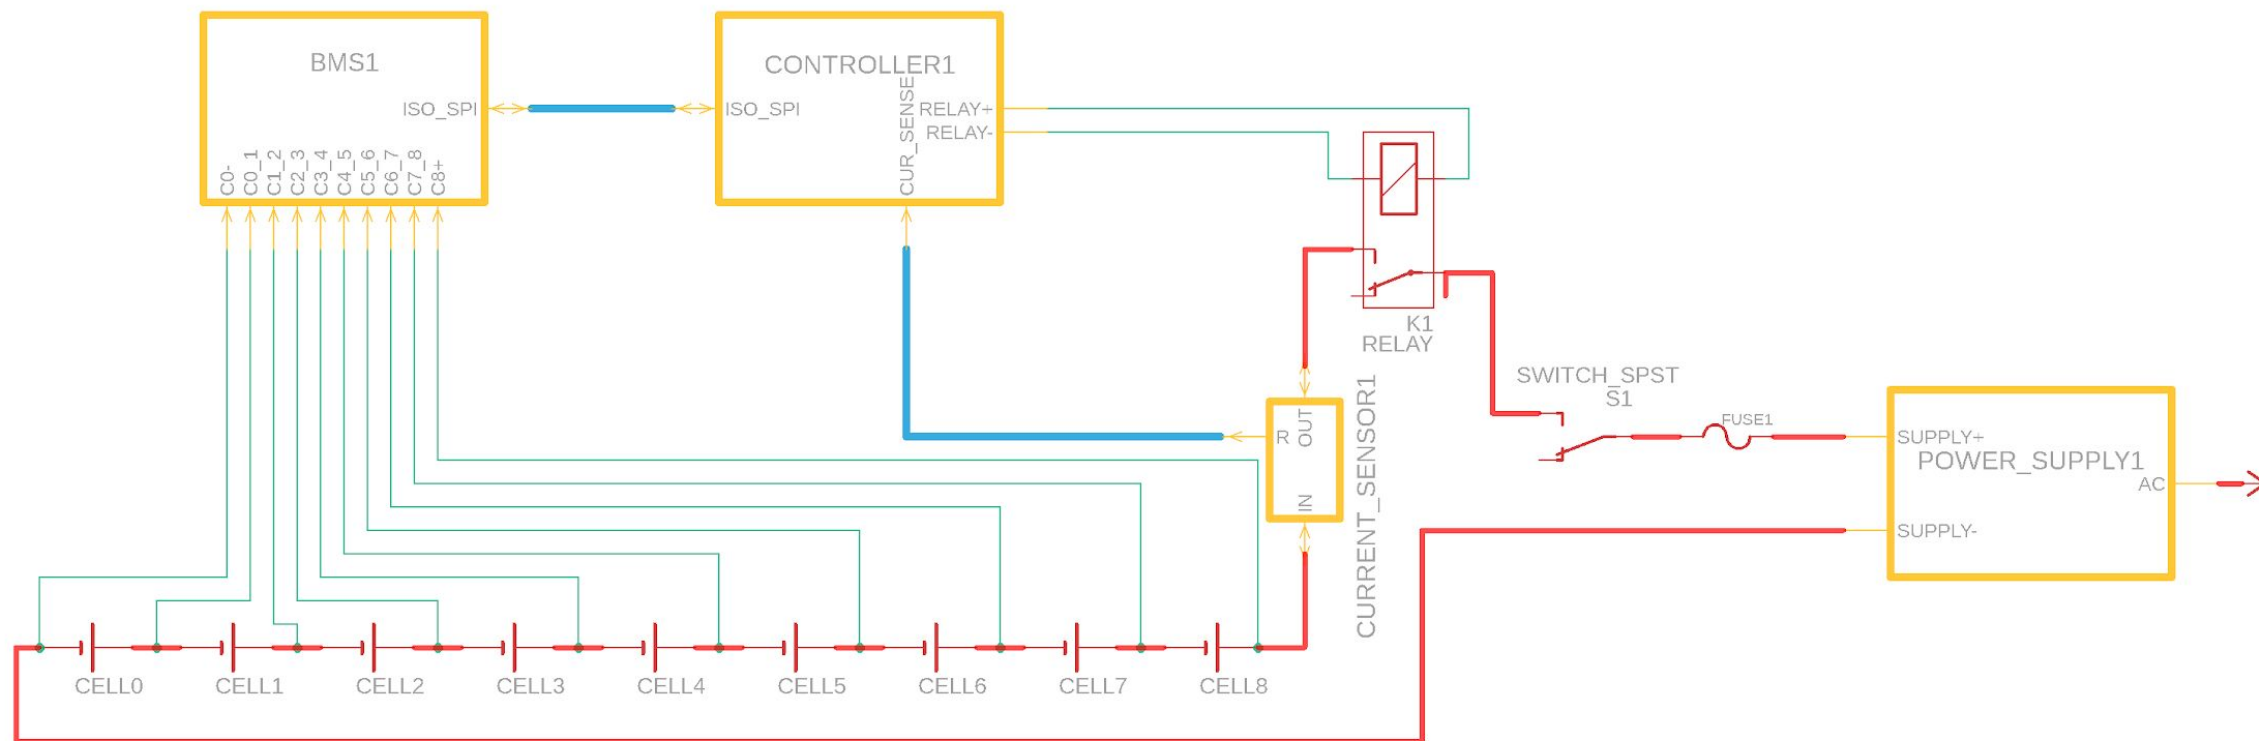 BMS1
ISO_SPI
C0-
C0_1
C1_2
C2_3
C3_4
C4_5
C5_6
C6_7
C7_8
C8+
CONTROLLER1
ISO_SPI
CUR_SENSE
RELAY+
RELAY-
K1
RELAY
SWITCH_SPST
S1
FUSE1
SUPPLY+
POWER_SUPPLY1
AC
SUPPLY-
R
OUT
IN
CURRENT_SENSOR1
CELL0
CELL1
CELL2
CELL3
CELL4
CELL5
CELL6
CELL7
CELL8